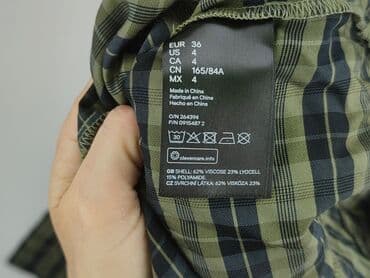 EUR 36
US 4
CA 4
CN 165/84A
MX 4
Made in China
Fabriqué en Chine
Hecho en China
O/N 264394
P/N 0915487 2
30
clevercare.info
GB SHELL: 62% VISCOSE 23% LYOCELL
15% POLYAMIDE.
CZ SVRCHNÍ LÁTKA: 62% VISKÓZA 23%